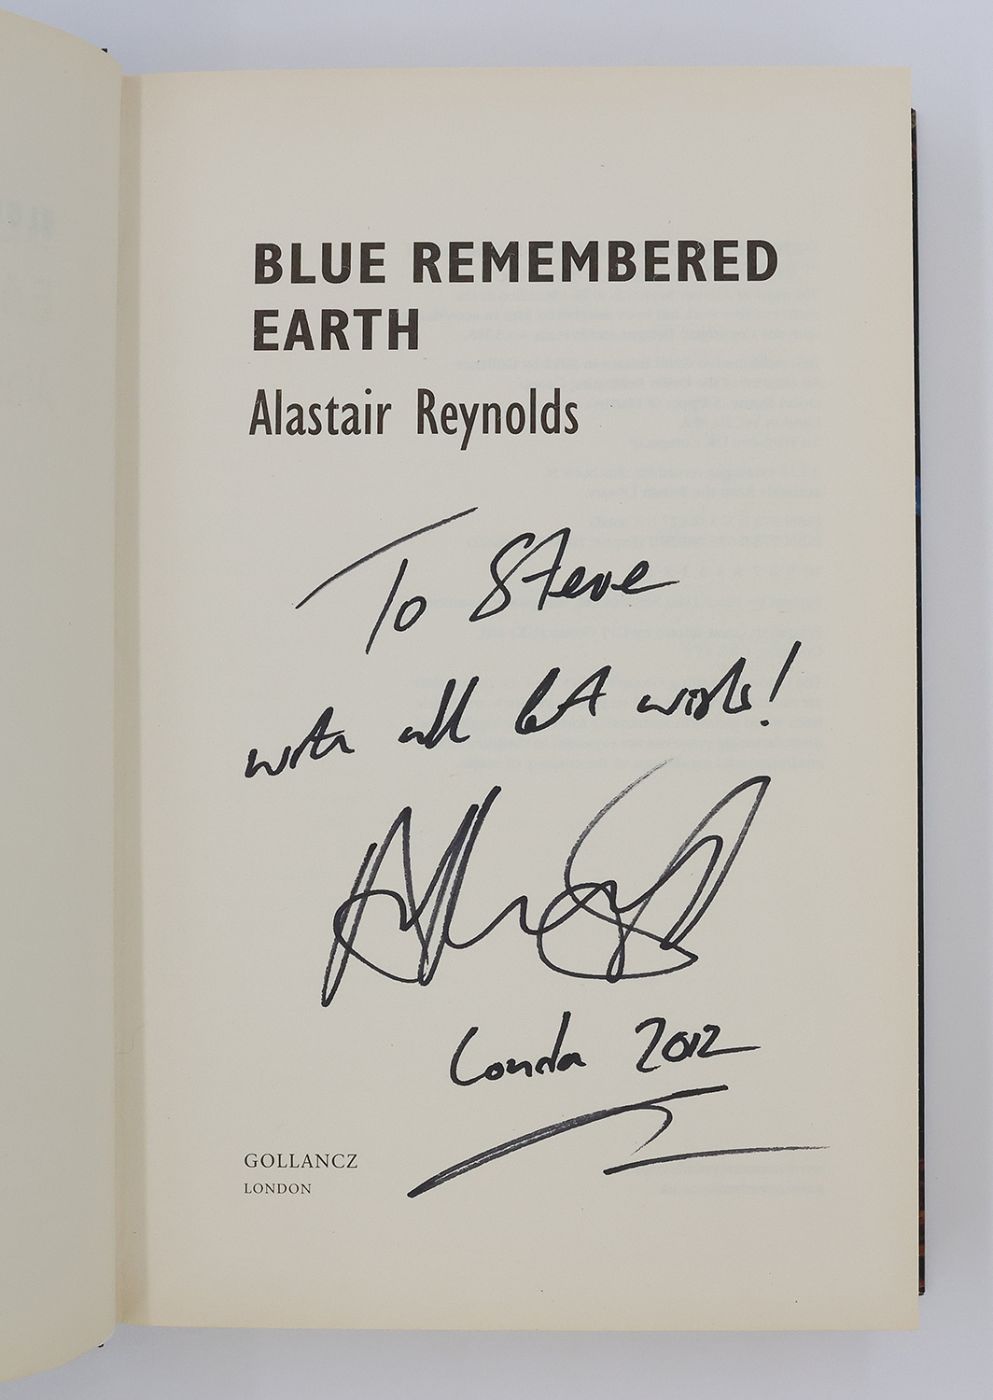 BLUE REMEMBERED
EARTH
Alastair Reynolds
To Steve
with all best wishes!
London 2012
GOLLANCZ
LONDON